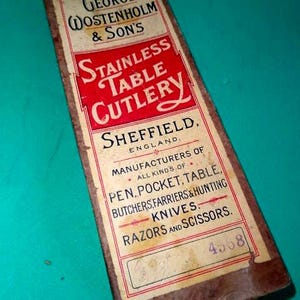 GEORGE
WOSTENHOLM
& SONS
STAINLESS
TABLE
CUTLERY
SHEFFIELD.
ENGLAND.
MANUFACTURERS OF
ALL KINDS OF
PEN, POCKET, TABLE,
BUTCHERS, FARRIERS & HUNTING
KNIVES.
RAZORS AND SCISSORS.
4568